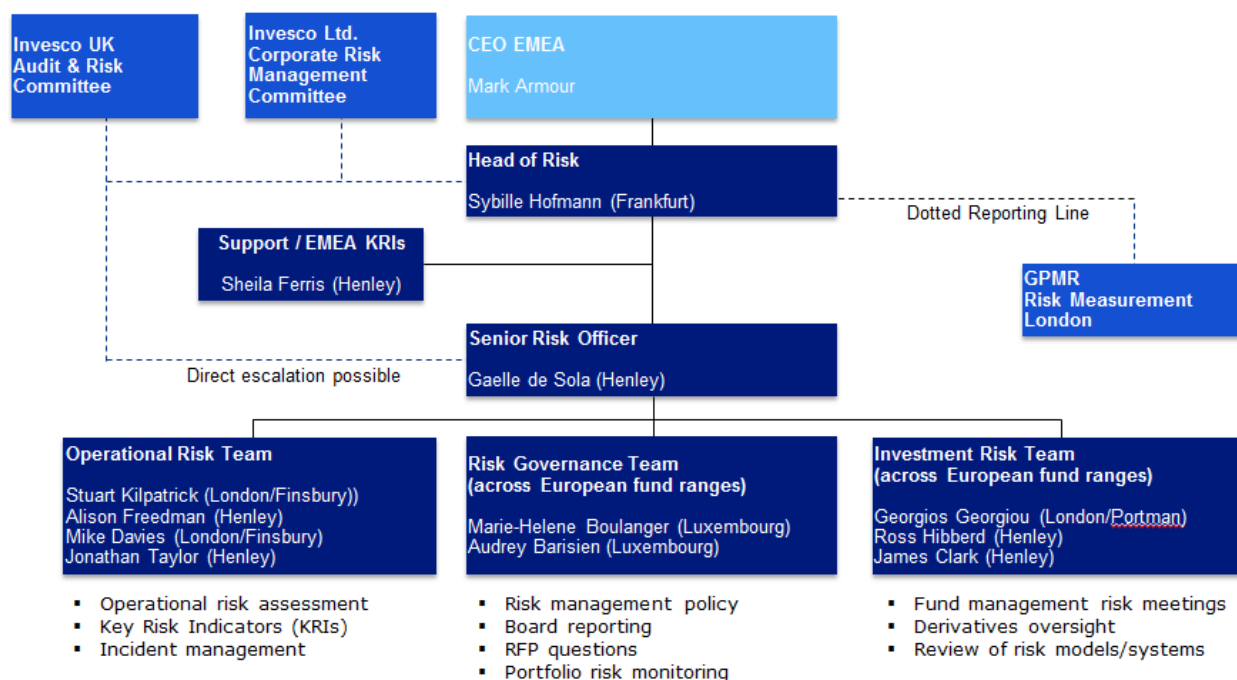 Invesco UK
Audit & Risk
Committee
Invesco Ltd.
Corporate Risk
Management
Committee
CEO EMEA
Mark Armour
Head of Risk
Sybille Hofmann (Frankfurt)
Dotted Reporting Line
Support / EMEA KRIs
Sheila Ferris (Henley)
GPMR
Risk Measurement
London
Senior Risk Officer
Gaelle de Sola (Henley)
Direct escalation possible
Operational Risk Team
Stuart Kilpatrick (London/Finsbury))
Alison Freedman (Henley)
Mike Davies (London/Finsbury)
Jonathan Taylor (Henley)
Risk Governance Team
(across European fund ranges)
Marie-Helene Boulanger (Luxembourg)
Audrey Barisien (Luxembourg)
Investment Risk Team
(across European fund ranges)
Georgios Georgiou (London/Portman)
Ross Hibberd (Henley)
James Clark (Henley)
▪ Operational risk assessment
▪ Key Risk Indicators (KRIs)
▪ Incident management
▪ Risk management policy
▪ Board reporting
▪ RFP questions
▪ Portfolio risk monitoring
▪ Fund management risk meetings
▪ Derivatives oversight
▪ Review of risk models/systems